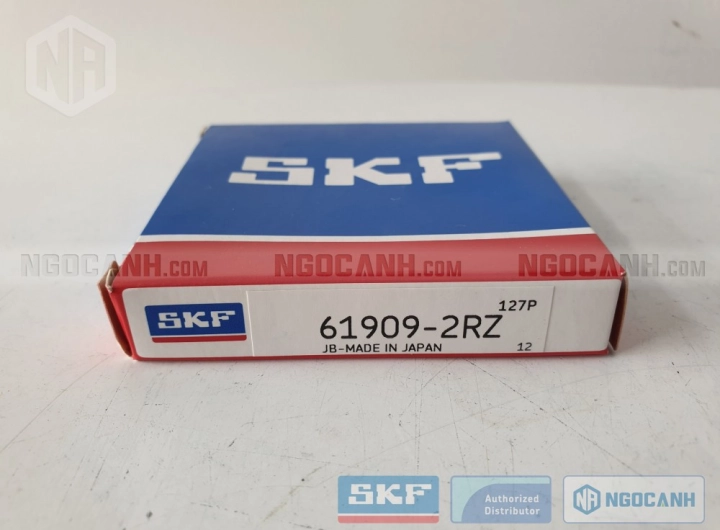 NA
SKF
NGOCANH.COM NGOCANH.COM NGOCANH.COM
127P
SKF
61909-2RZ
JB-MADE IN JAPAN
12
SKF
Authorized
Distributor
NA NGOCANH